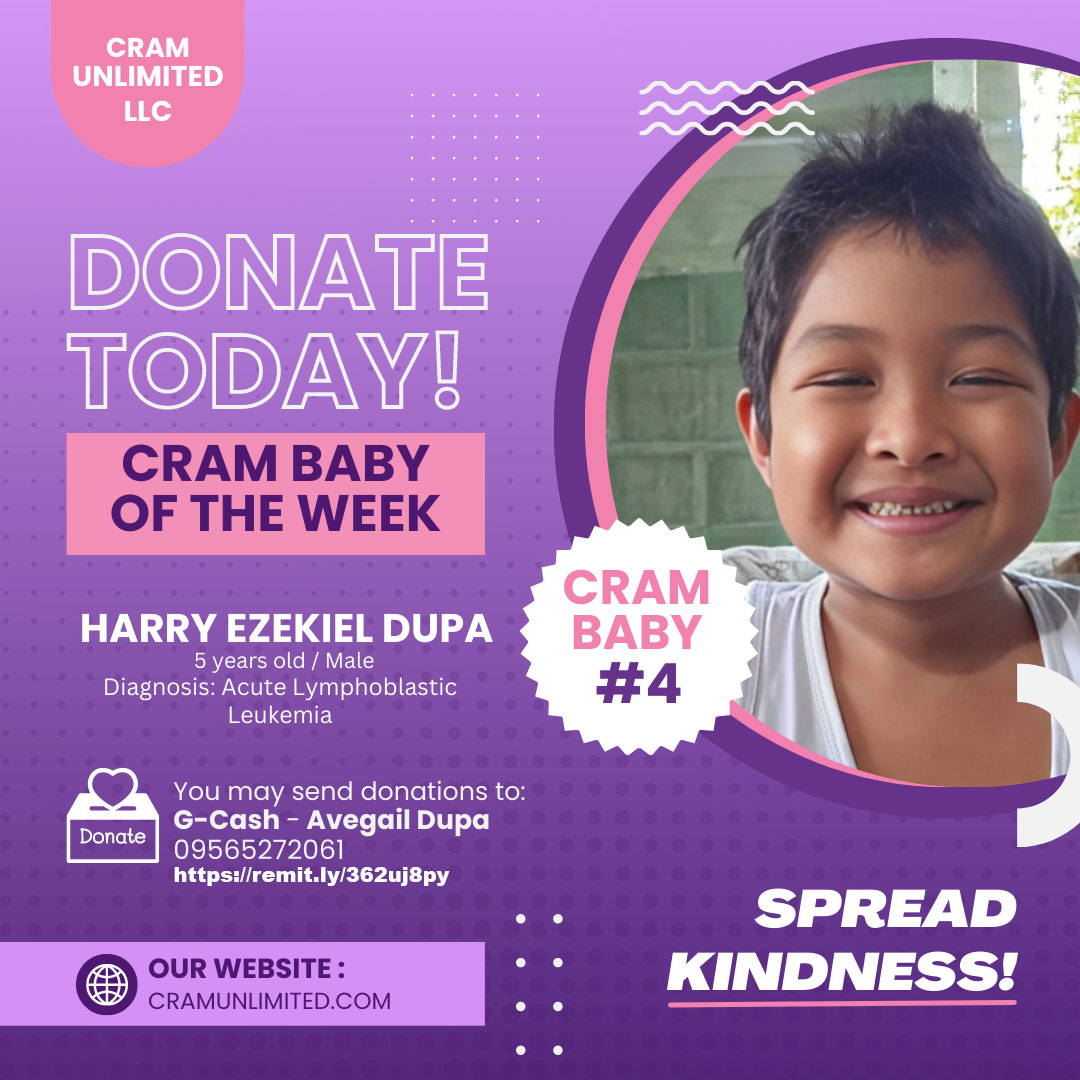 CRAM
UNLIMITED
LLC
DONATE
TODAY!
CRAM BABY
OF THE WEEK
HARRY EZEKIEL DUPA
5 years old / Male
Diagnosis: Acute Lymphoblastic
Leukemia
CRAM
BABY
#4
Donate
You may send donations to:
G-Cash - Avegail Dupa
09565272061
https://remit.ly/362uj8py
OUR WEBSITE :
CRAMUNLIMITED.COM
SPREAD
KINDNESS!